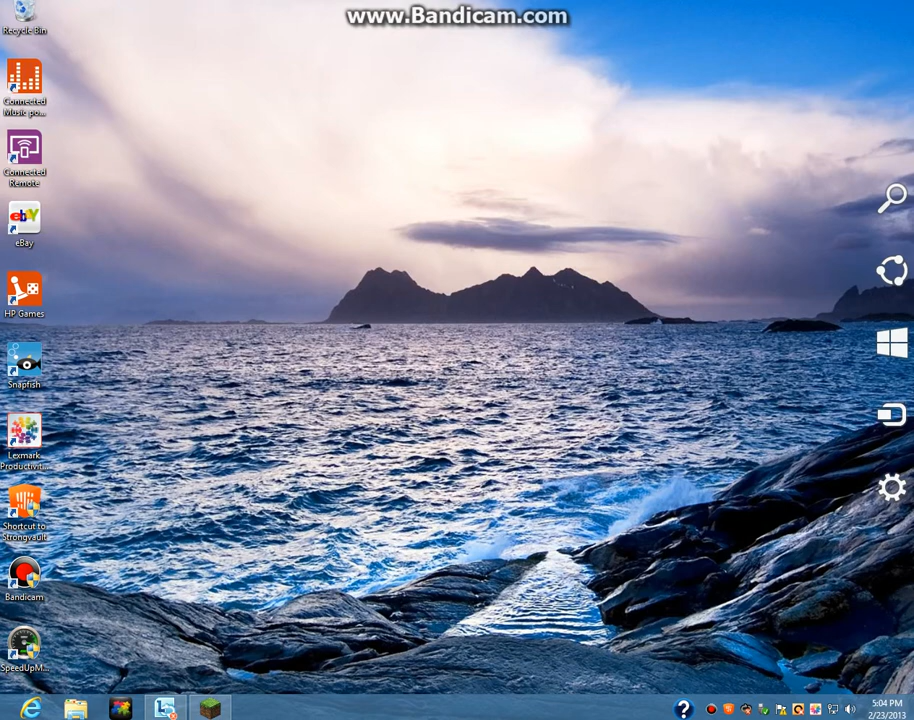 www.Bandicam.com
Recycle Bin
Connected
Music po...
Connected
Remote
ebY
eBay
HP Games
Snapfish
Lexmark
Productivit...
Shortcut to
Strongvault
Bandicam
SpeedUpM...
5:04 PM
2/23/2013